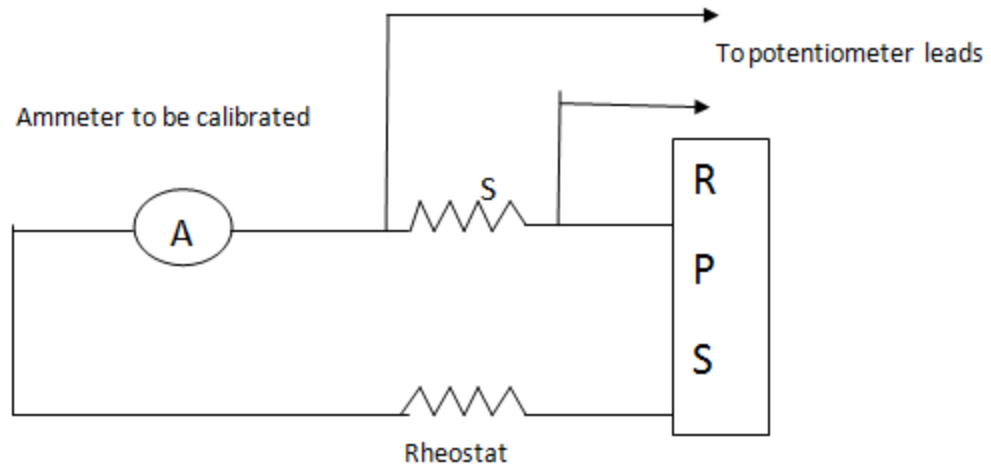 To potentiometer leads
Ammeter to be calibrated
S
A
R
P
S
Rheostat